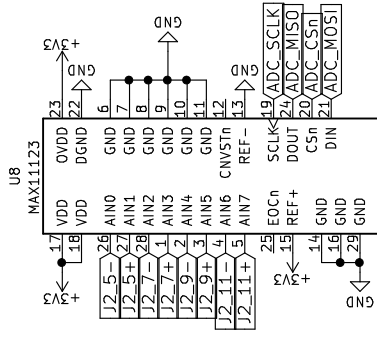 U8
MAX11123
+3V3
GND
GND
GND
ADC_SCLK
ADC_MISO
ADC_CSn
ADC_MOSI
23
22
6
7
8
9
10
11
12
13
19
24
20
21
OVDD
DGND
GND
GND
GND
GND
GND
GND
CNVSTn
REF-
SCLK
DOUT
CSn
DIN
VDD
VDD
AIN0
AIN1
AIN2
AIN3
AIN4
AIN5
AIN6
AIN7
EOCn
REF+
GND
GND
GND
17
18
26
27
28
1
2
3
4
5
25
15
14
16
29
+3V3
J2_5-
J2_5+
J2_7-
J2_7+
J2_9-
J2_9+
J2_11-
J2_11+
+3V3
GND